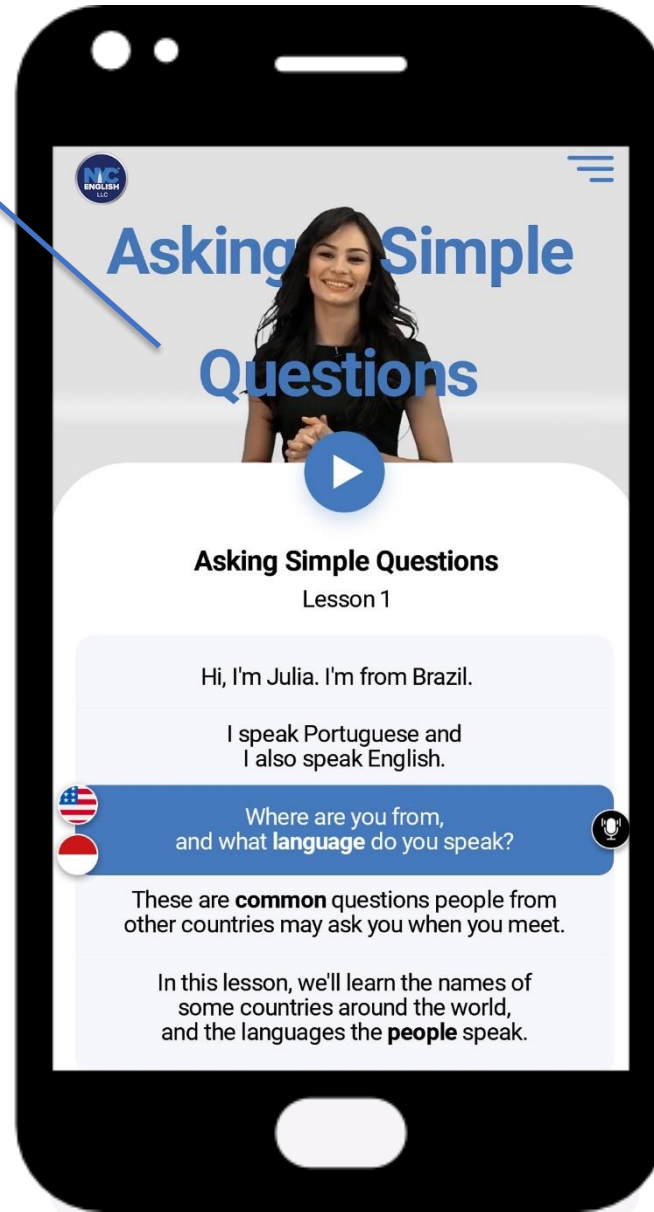 NYC
ENGLISH
LLC
Asking Simple
Questions
Asking Simple Questions
Lesson 1
Hi, I'm Julia. I'm from Brazil.
I speak Portuguese and
I also speak English.
Where are you from,
and what language do you speak?
These are common questions people from
other countries may ask you when you meet.
In this lesson, we'll learn the names of
some countries around the world,
and the languages the people speak.